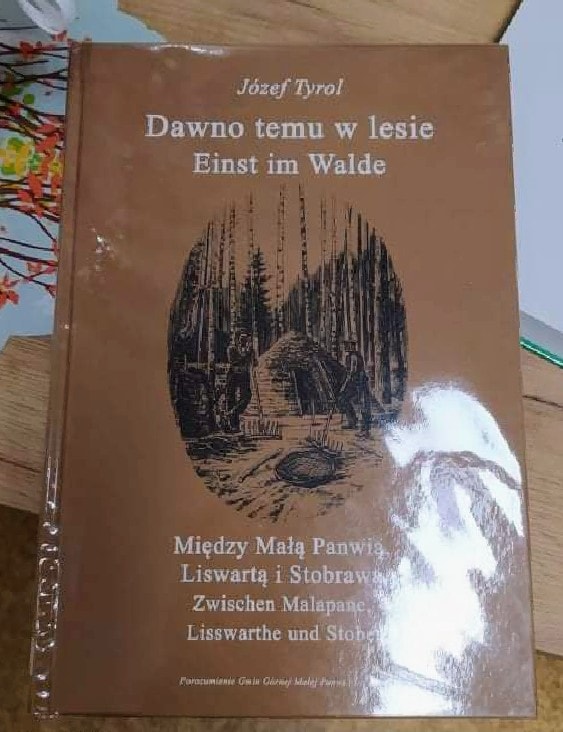 Józef Tyrol
Dawno temu w lesie
Einst im Walde
Między Małą Panwią,
Liswartą i Stobrawą
Zwischen Malapane,
Lisswarthe und Stober
Porozumienie Gmin Górnej Małej Panwi